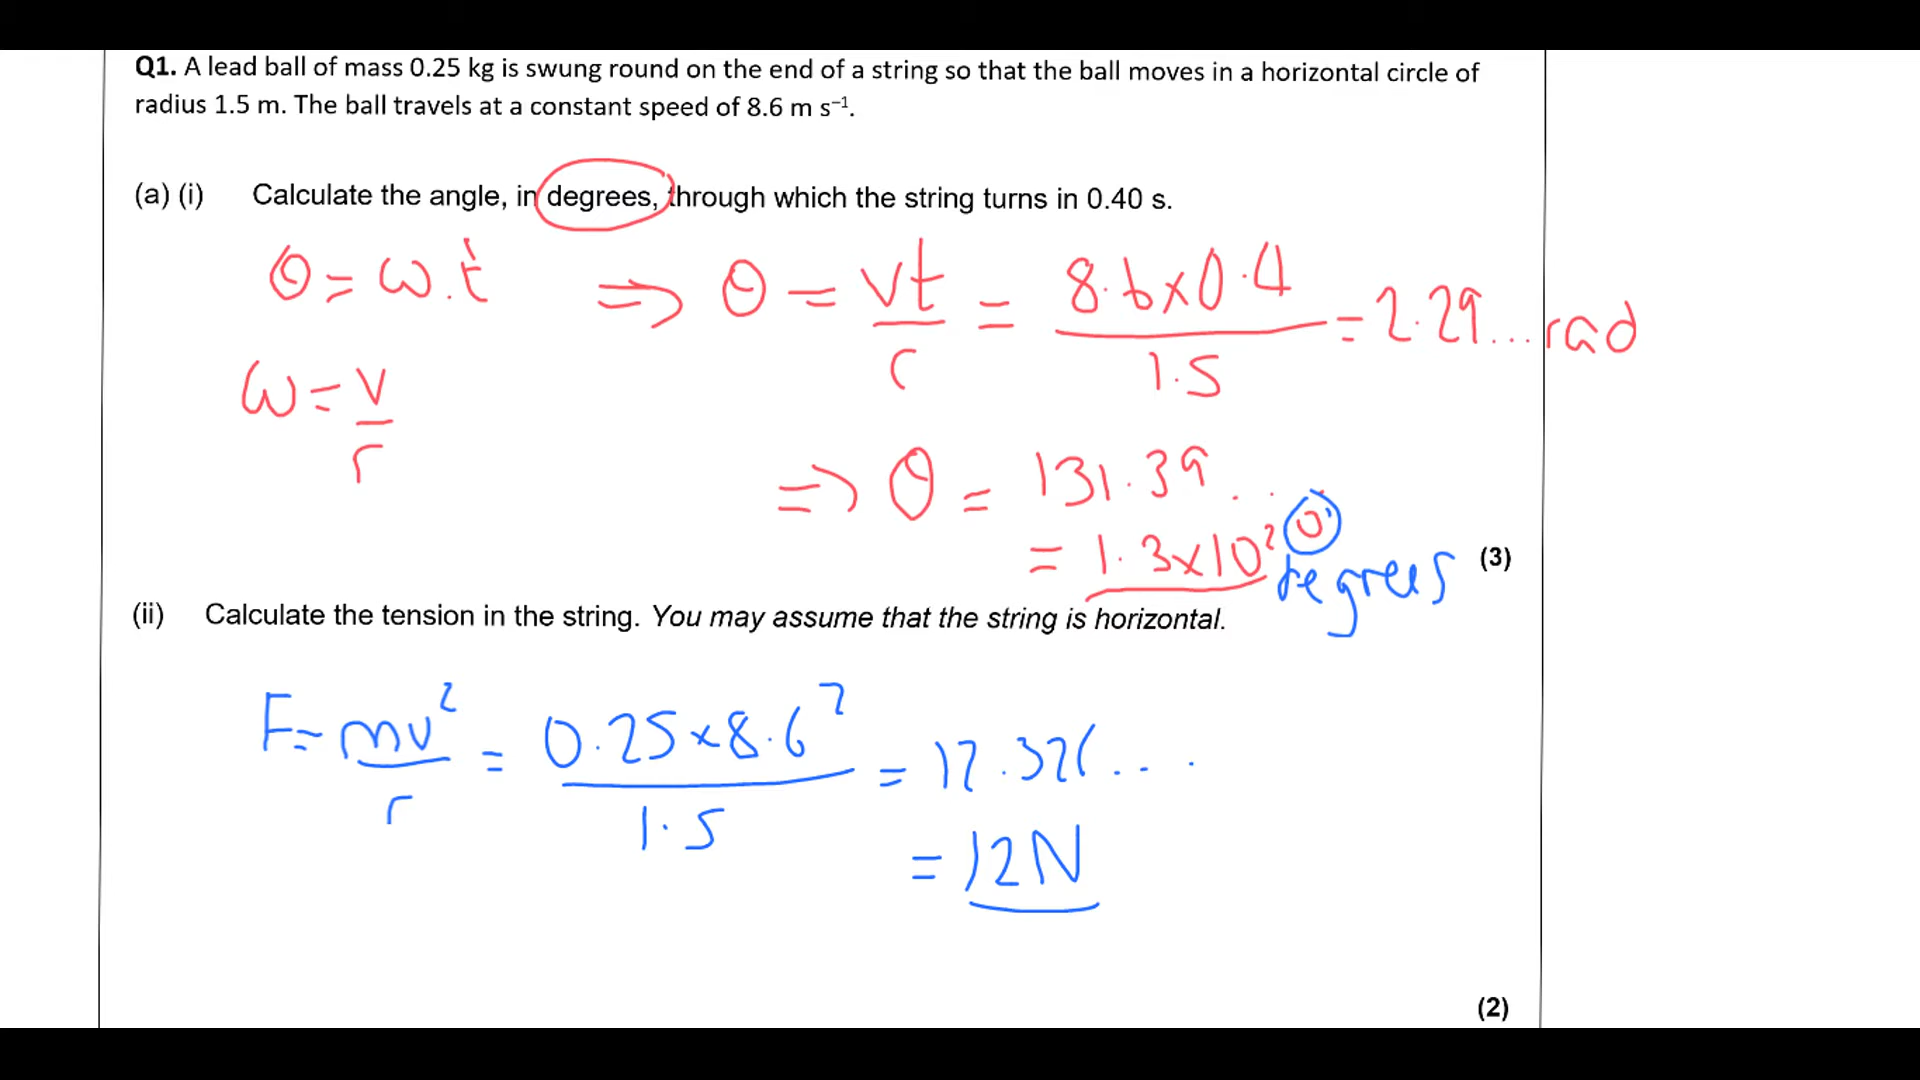 Q1. A lead ball of mass 0.25 kg is swung round on the end of a string so that the ball moves in a horizontal circle of
radius 1.5 m. The ball travels at a constant speed of 8.6 m s⁻¹.
(a) (i) Calculate the angle, in degrees, through which the string turns in 0.40 s.
θ = ω.t ⇒ θ = vt/r = 8.6×0.4/1.5 = 2.29... rad
ω = v/r
⇒ θ = 131.39...
= 1.3×10² ° degrees (3)
(ii) Calculate the tension in the string. You may assume that the string is horizontal.
F = mv²/r = 0.25×8.6²/1.5 = 12.326...
= 12N
(2)